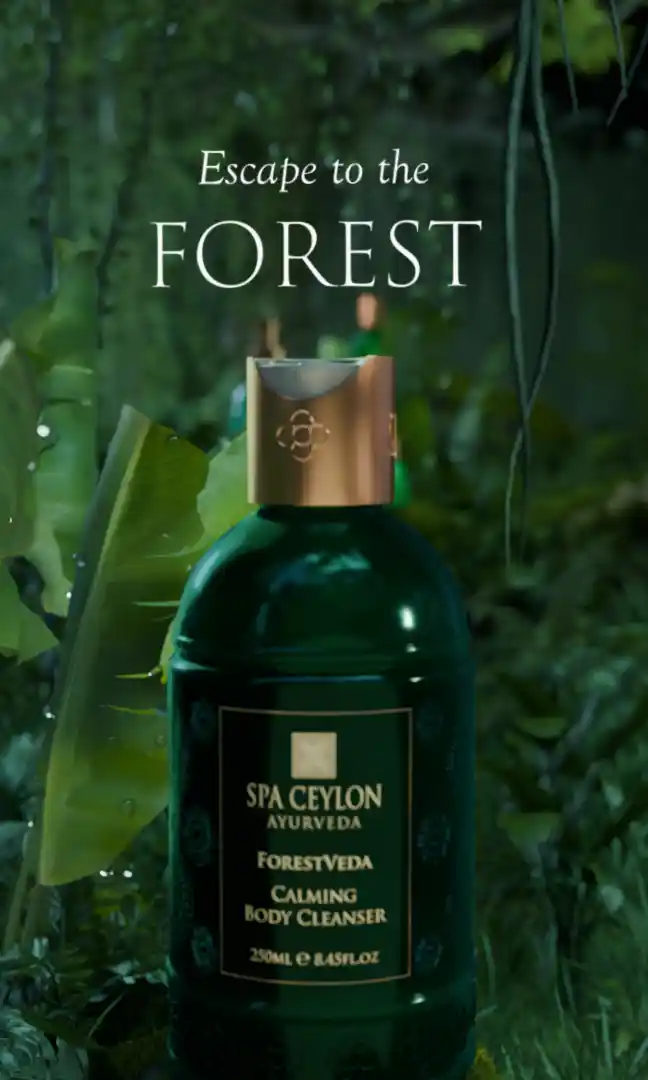 Escape to the
FOREST
SPA CEYLON
AYURVEDA
FORESTVEDA
CALMING
BODY CLEANSER
250ML ℮ 8.45FL.OZ